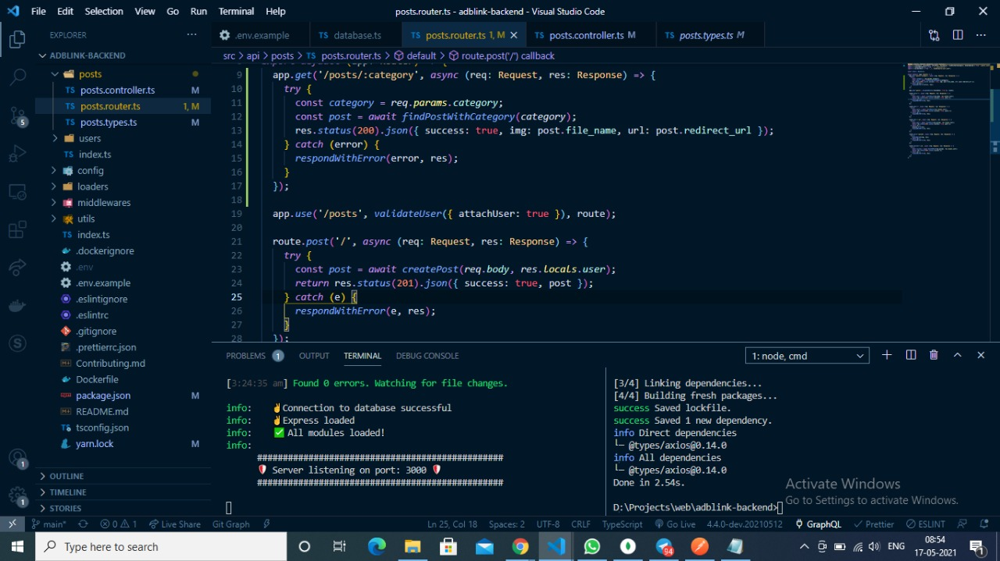 File Edit Selection View Go Run Terminal Help
posts.router.ts - adblink-backend - Visual Studio Code
EXPLORER
.env.example
TS database.ts
TS posts.router.ts 1, M
TS posts.controller.ts M
TS posts.types.ts M
src > api > posts > TS posts.router.ts > default > route.post('/') callback
ADBLINK-BACKEND
posts
TS posts.controller.ts M
TS posts.router.ts 1, M
TS posts.types.ts M
users
TS index.ts
config
loaders
middlewares
utils
TS index.ts
.dockerignore
.env
.env.example
.eslintignore
.eslintrc
.gitignore
.prettierrc.json
Contributing.md
Dockerfile
package.json M
README.md
tsconfig.json
yarn.lock M
OUTLINE
TIMELINE
STORIES
5
1
1
9 app.get('/posts/:category', async (req: Request, res: Response) => {
10 try {
11 const category = req.params.category;
12 const post = await findPostWithCategory(category);
13 res.status(200).json({ success: true, img: post.file_name, url: post.redirect_url });
14 } catch (error) {
15 respondWithError(error, res);
16 }
17 });
18
19 app.use('/posts', validateUser({ attachUser: true }), route);
20
21 route.post('/', async (req: Request, res: Response) => {
22 try {
23 const post = await createPost(req.body, res.locals.user);
24 return res.status(201).json({ success: true, post });
25 } catch (e) {
26 respondWithError(e, res);
27 }
28 });
PROBLEMS 1 OUTPUT TERMINAL DEBUG CONSOLE
1: node, cmd
[3:24:35 am] Found 0 errors. Watching for file changes.
info: ✌Connection to database successful
info: ✌Express loaded
info: ✅ All modules loaded!
info:
################################################
🛡 Server listening on port: 3000 🛡
################################################
[3/4] Linking dependencies...
[4/4] Building fresh packages...
success Saved lockfile.
success Saved 1 new dependency.
info Direct dependencies
└─ @types/axios@0.14.0
info All dependencies
└─ @types/axios@0.14.0
Done in 2.54s.
D:\Projects\web\adblink-backend>
Activate Windows
Go to Settings to activate Windows.
main* 0 1 Live Share Git Graph
Ln 25, Col 18 Spaces: 2 UTF-8 CRLF TypeScript Go Live 4.4.0-dev.20210512 GraphQL Prettier ESLINT
Type here to search
94
ENG
08:54
17-05-2021
1